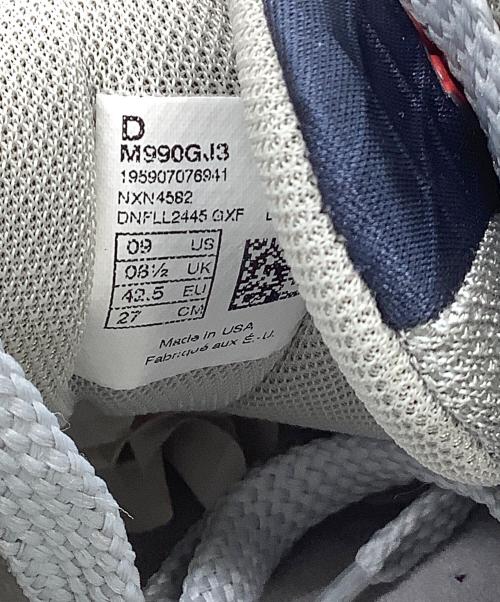 D
M990GJ3
195907076941
NXN4582
DNFLL2445 GXF
09 US
08½ UK
42.5 EU
27 CM
Made in USA
Fabriqué aux É.-U.